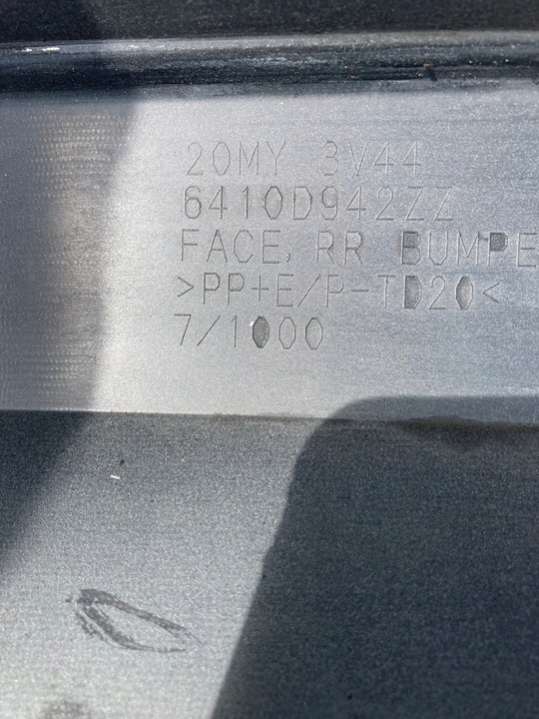 20MY 3V44
6410D942ZZ
FACE, RR BUMPE
>PP+E/P-TD20<
7/1000